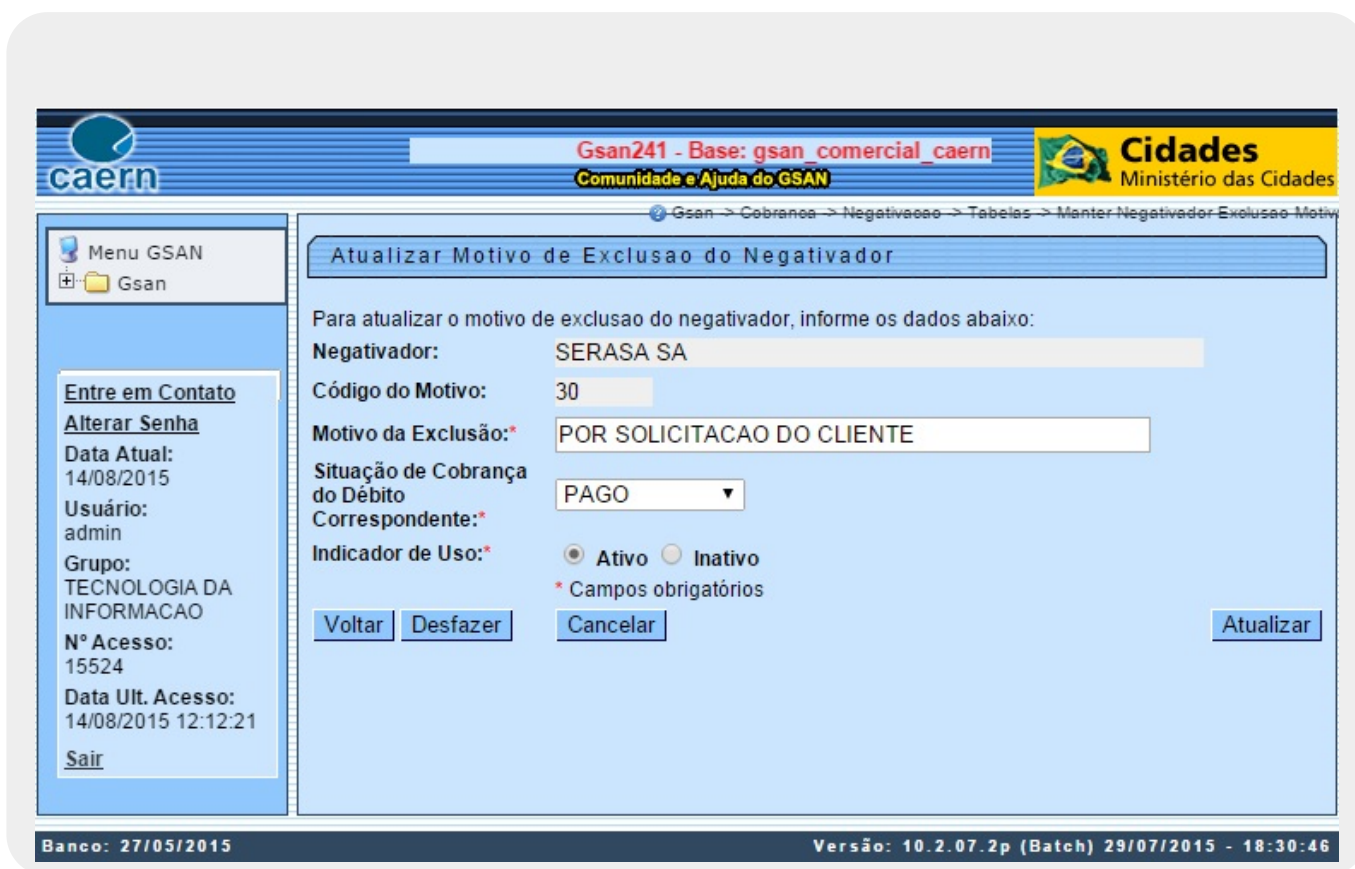 caern
Gsan241 - Base: gsan_comercial_caern
Comunidade e Ajuda do GSAN
Cidades
Ministério das Cidades
Gsan -> Cobranca -> Negativacao -> Tabelas -> Manter Negativador Exclusao Motiv
Menu GSAN
Gsan
Entre em Contato
Alterar Senha
Data Atual:
14/08/2015
Usuário:
admin
Grupo:
TECNOLOGIA DA
INFORMACAO
Nº Acesso:
15524
Data Ult. Acesso:
14/08/2015 12:12:21
Sair
Atualizar Motivo de Exclusao do Negativador
Para atualizar o motivo de exclusao do negativador, informe os dados abaixo:
Negativador: SERASA SA
Código do Motivo: 30
Motivo da Exclusão:* POR SOLICITACAO DO CLIENTE
Situação de Cobrança
do Débito
Correspondente:* PAGO
Indicador de Uso:* Ativo Inativo
* Campos obrigatórios
Voltar Desfazer Cancelar Atualizar
Banco: 27/05/2015 Versão: 10.2.07.2p (Batch) 29/07/2015 - 18:30:46